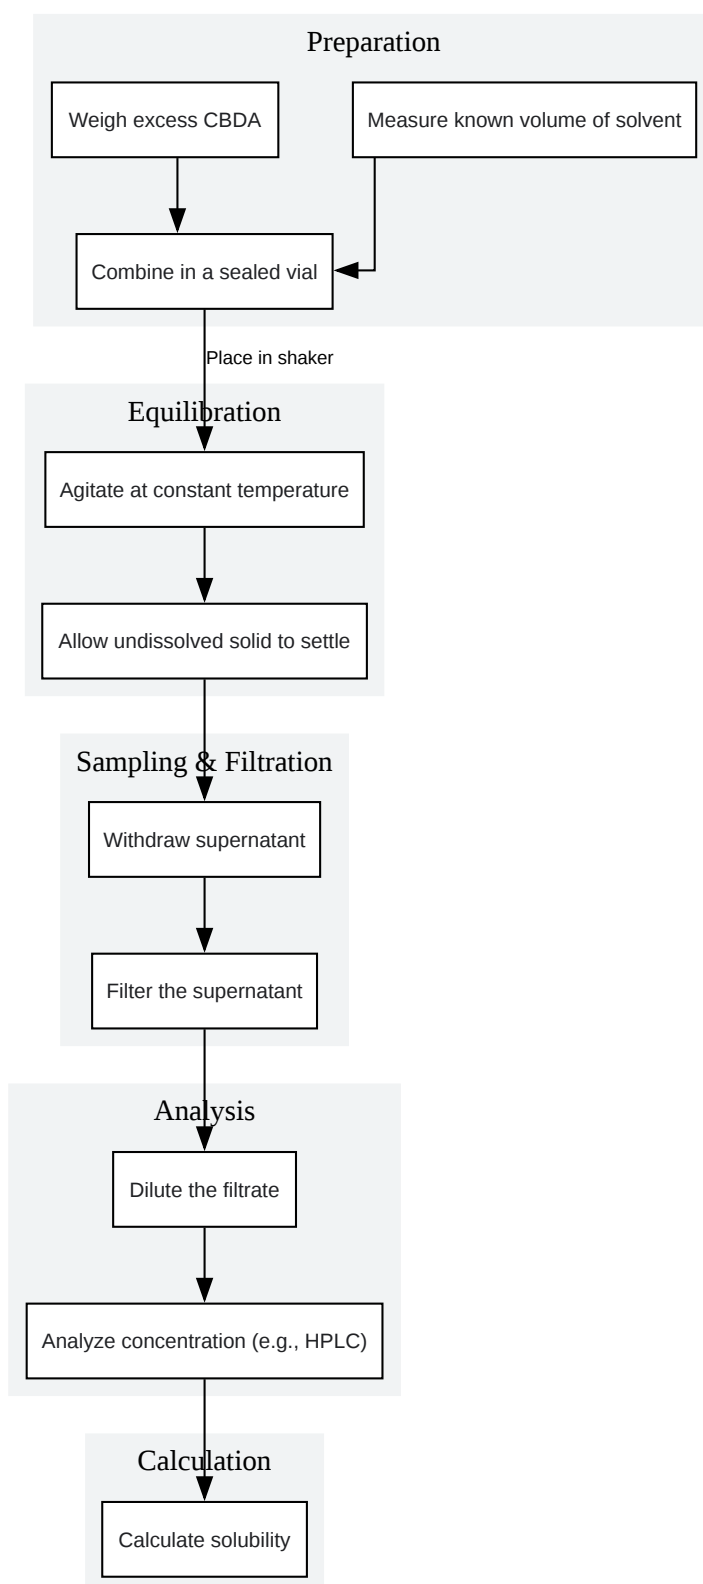 Preparation
Weigh excess CBDA
Measure known volume of solvent
Combine in a sealed vial
Place in shaker
Equilibration
Agitate at constant temperature
Allow undissolved solid to settle
Sampling & Filtration
Withdraw supernatant
Filter the supernatant
Analysis
Dilute the filtrate
Analyze concentration (e.g., HPLC)
Calculation
Calculate solubility